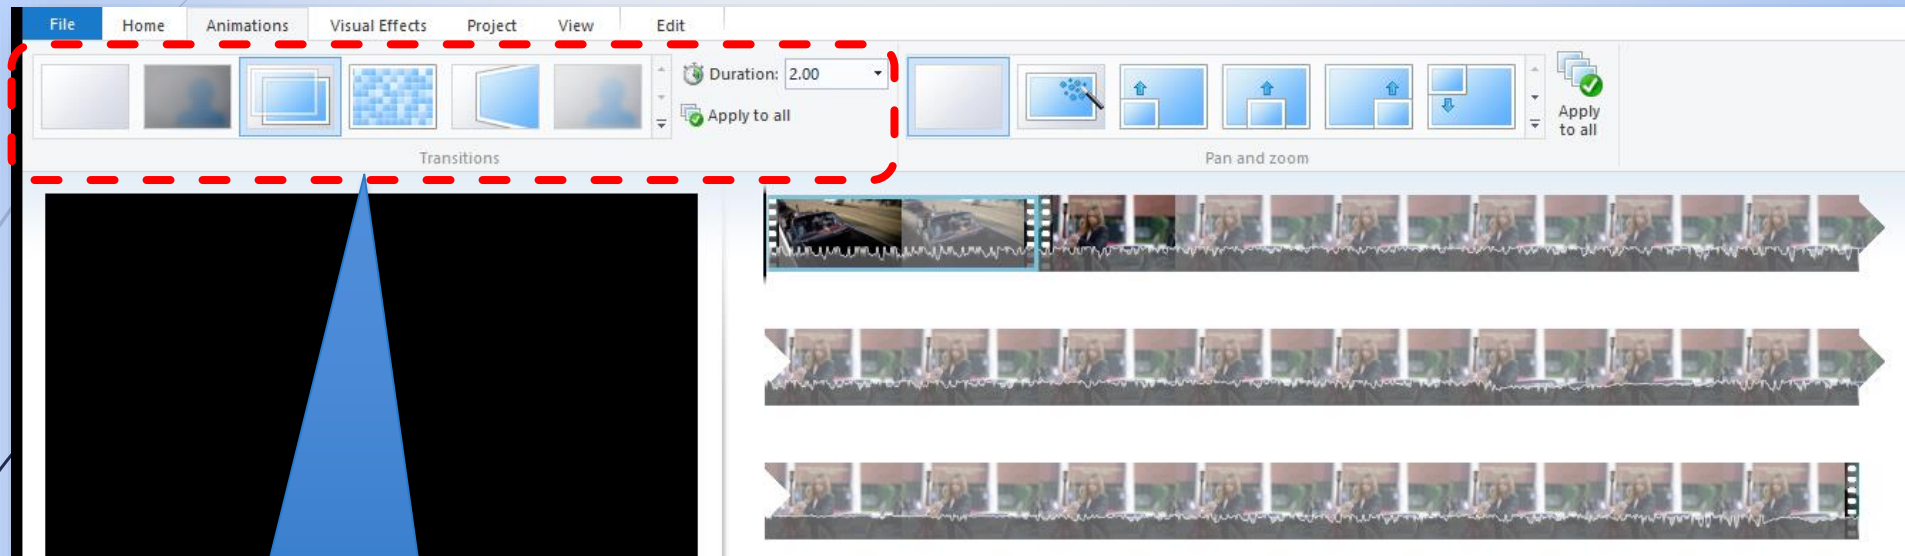 File Home Animations Visual Effects Project View Edit
Duration: 2.00
Apply to all
Transitions
Apply
to all
Pan and zoom